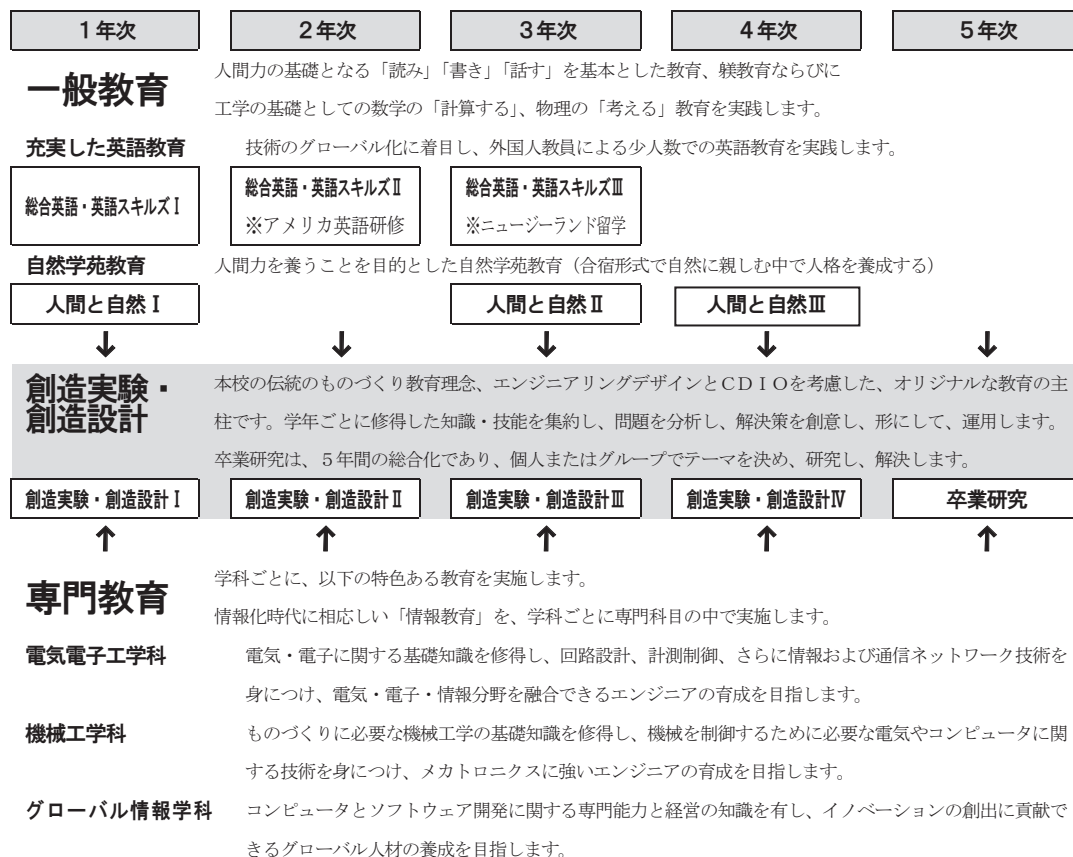 1年次 2年次 3年次 4年次 5年次
一般教育
人間力の基礎となる「読み」「書き」「話す」を基本とした教育、躾教育ならびに
工学の基礎としての数学の「計算する」、物理の「考える」教育を実践します。
充実した英語教育 技術のグローバル化に着目し、外国人教員による少人数での英語教育を実践します。
総合英語・英語スキルズⅠ
総合英語・英語スキルズⅡ
※アメリカ英語研修
総合英語・英語スキルズⅢ
※ニュージーランド留学
自然学苑教育 人間力を養うことを目的とした自然学苑教育（合宿形式で自然に親しむ中で人格を養成する）
人間と自然Ⅰ 人間と自然Ⅱ 人間と自然Ⅲ
↓ ↓ ↓ ↓ ↓
創造実験・
創造設計
本校の伝統のものづくり教育理念、エンジニアリングデザインとＣＤＩＯを考慮した、オリジナルな教育の主
柱です。学年ごとに修得した知識・技能を集約し、問題を分析し、解決策を創意し、形にして、運用します。
卒業研究は、５年間の総合化であり、個人またはグループでテーマを決め、研究し、解決します。
創造実験・創造設計Ⅰ 創造実験・創造設計Ⅱ 創造実験・創造設計Ⅲ 創造実験・創造設計Ⅳ 卒業研究
↑ ↑ ↑ ↑ ↑
専門教育
学科ごとに、以下の特色ある教育を実施します。
情報化時代に相応しい「情報教育」を、学科ごとに専門科目の中で実施します。
電気電子工学科 電気・電子に関する基礎知識を修得し、回路設計、計測制御、さらに情報および通信ネットワーク技術を
身につけ、電気・電子・情報分野を融合できるエンジニアの育成を目指します。
機械工学科 ものづくりに必要な機械工学の基礎知識を修得し、機械を制御するために必要な電気やコンピュータに関
する技術を身につけ、メカトロニクスに強いエンジニアの育成を目指します。
グローバル情報学科 コンピュータとソフトウェア開発に関する専門能力と経営の知識を有し、イノベーションの創出に貢献で
きるグローバル人材の養成を目指します。